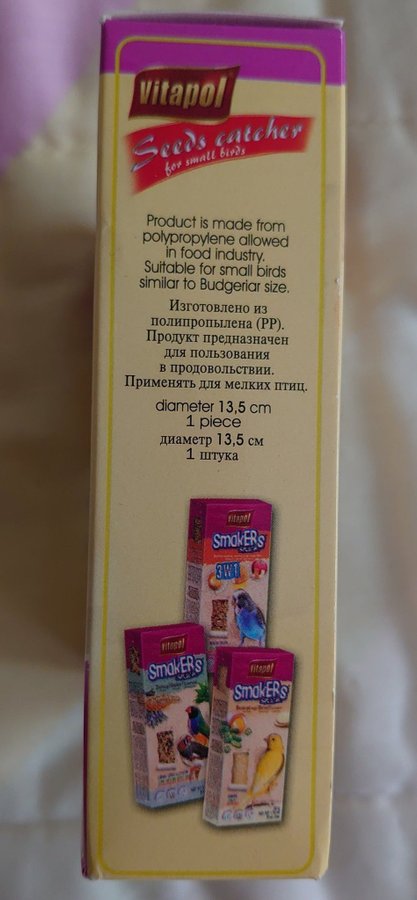 Vitapol
Seeds catcher
for small birds
Product is made from
polypropylene allowed
in food industry.
Suitable for small birds
similar to Budgeriar size.
Изготовлено из
полипропылена (PP).
Продукт предназначен
для пользования
в продовольствии.
Применять для мелких птиц.
diameter 13,5 cm
1 piece
диаметр 13,5 см
1 штука
Vitapol
SmakERs
3W1
Vitapol
SmakERs
Vitapol
SmakERs